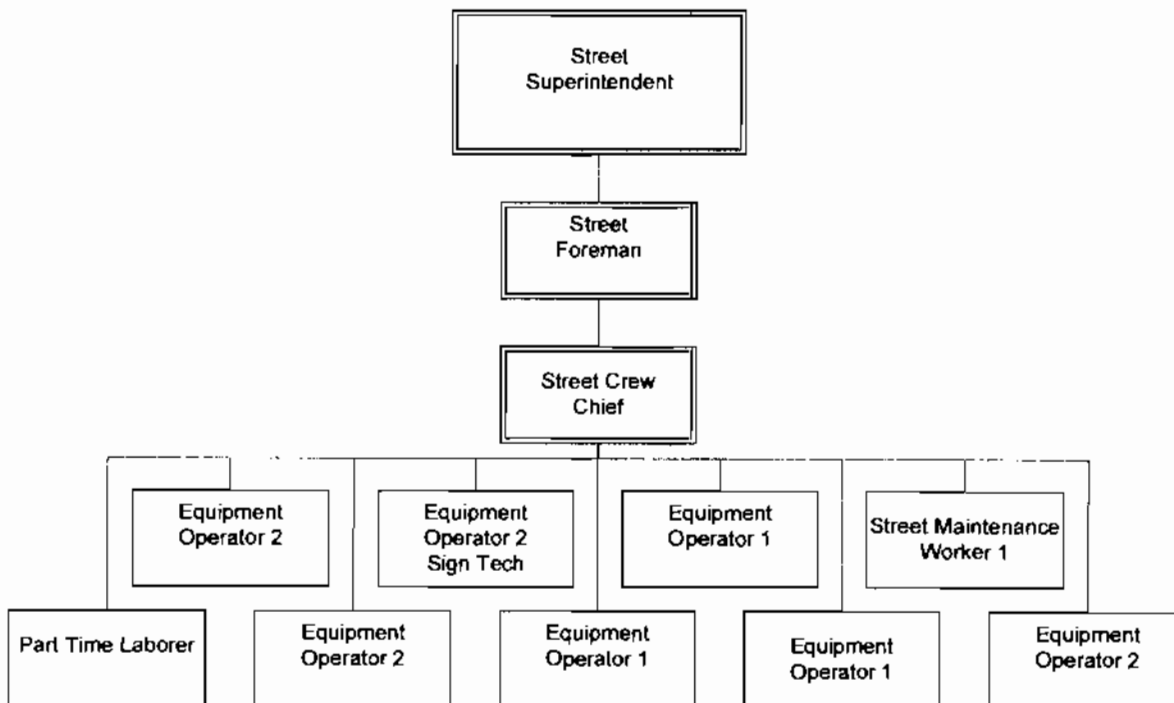 Street
Superintendent
Street
Foreman
Street Crew
Chief
Equipment
Operator 2
Equipment
Operator 2
Sign Tech
Equipment
Operator 1
Street Maintenance
Worker 1
Part Time Laborer
Equipment
Operator 2
Equipment
Operator 1
Equipment
Operator 1
Equipment
Operator 2